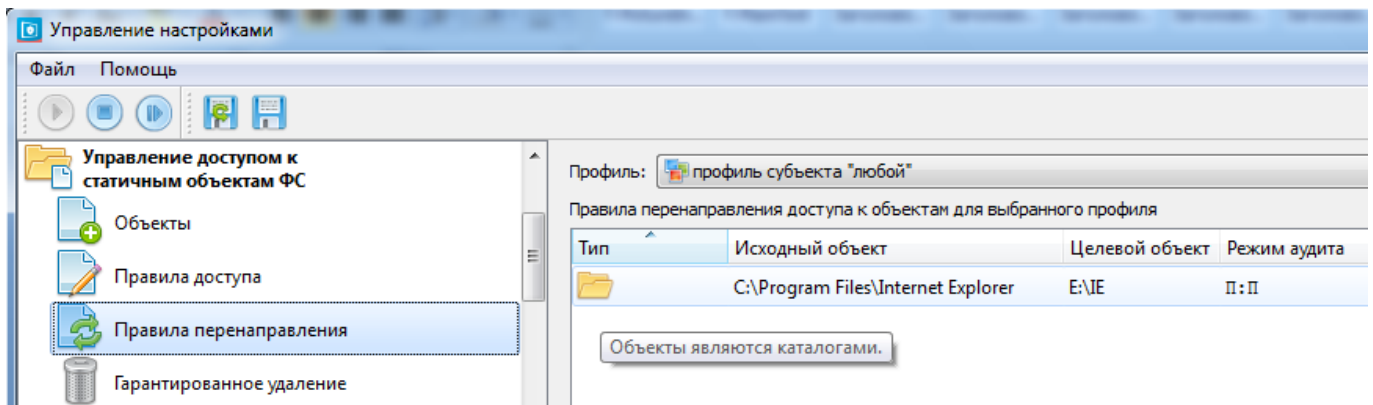 Управление настройками
Файл Помощь
Управление доступом к
статичным объектам ФС
Объекты
Правила доступа
Правила перенаправления
Гарантированное удаление
Профиль: профиль субъекта "любой"
Правила перенаправления доступа к объектам для выбранного профиля
Тип Исходный объект Целевой объект Режим аудита
C:\Program Files\Internet Explorer E:\IE П:П
Объекты являются каталогами.